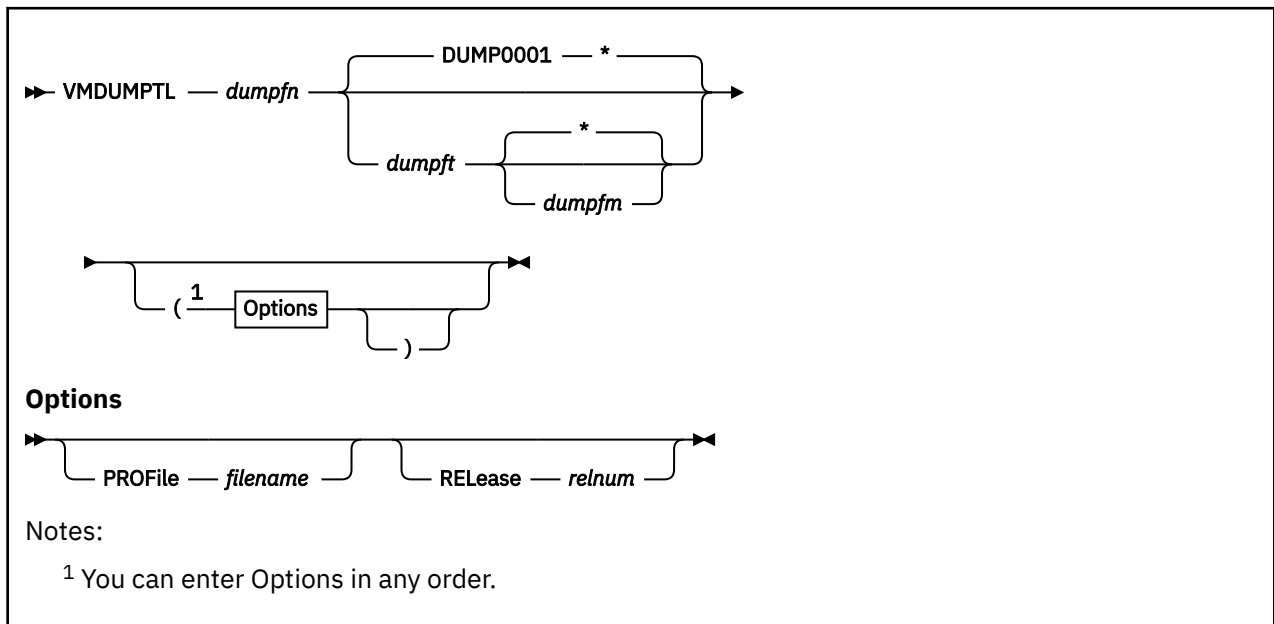 DUMP0001 *
VMDUMPTL dumpfn
*
dumpft
dumpfm
( 1 Options
)
Options
PROFile filename RELease relnum
Notes:
1 You can enter Options in any order.